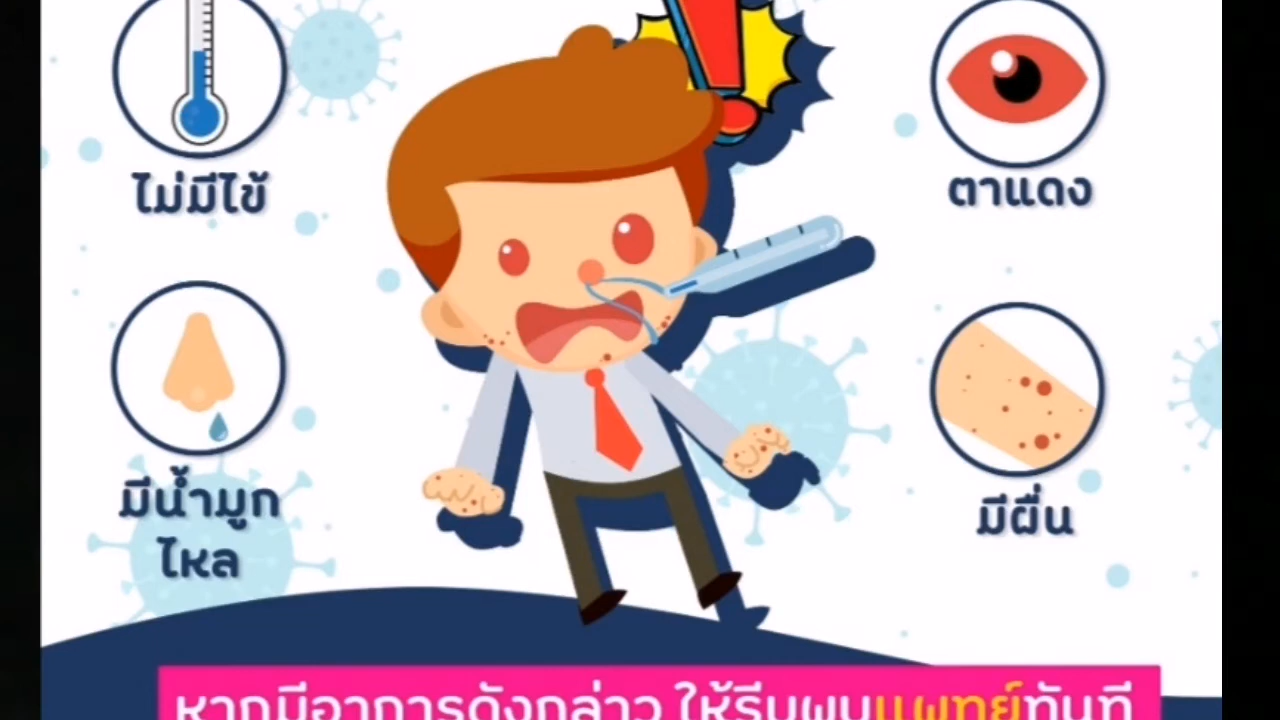 ไม่มีไข้
ตาแดง
มีน้ำมูก
ไหล
มีผื่น
หากมีอาการดังกล่าว ให้รีบพบแพทย์ทันที